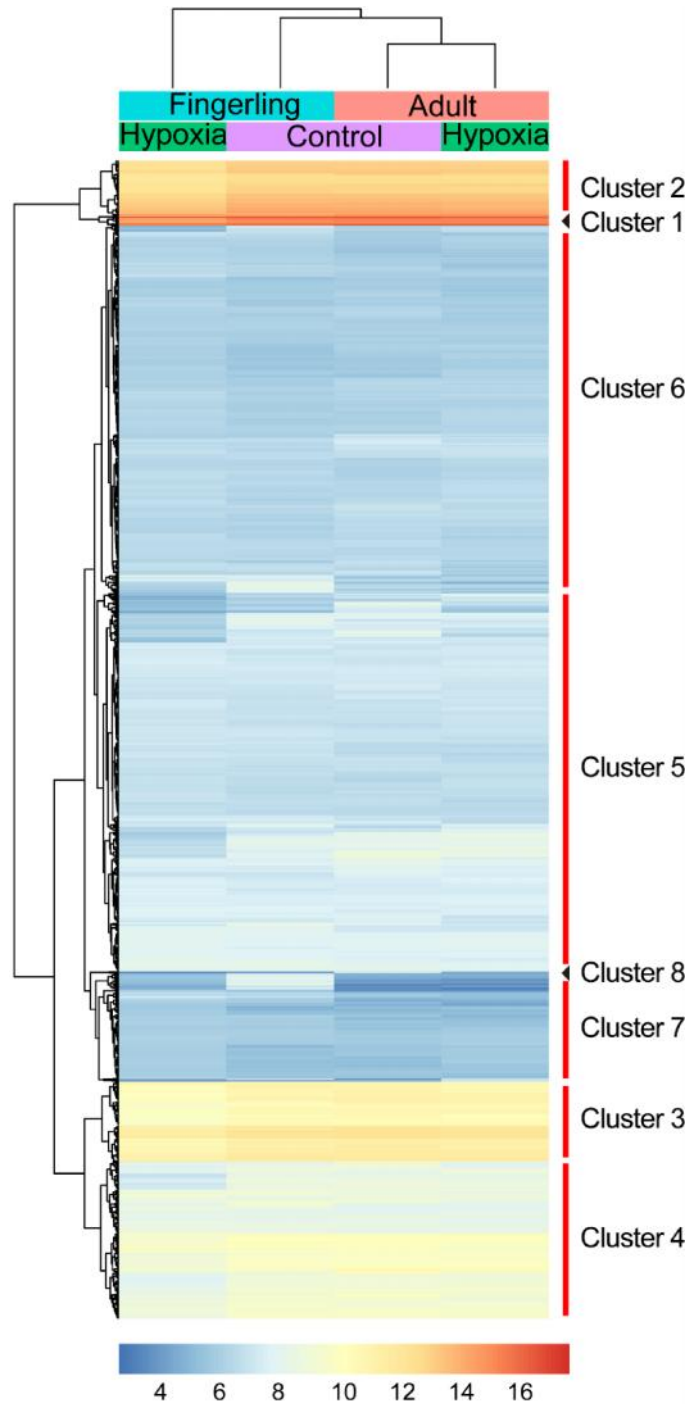 Fingerling Adult
Hypoxia Control Hypoxia
Cluster 2
Cluster 1
Cluster 6
Cluster 5
Cluster 8
Cluster 7
Cluster 3
Cluster 4
4 6 8 10 12 14 16